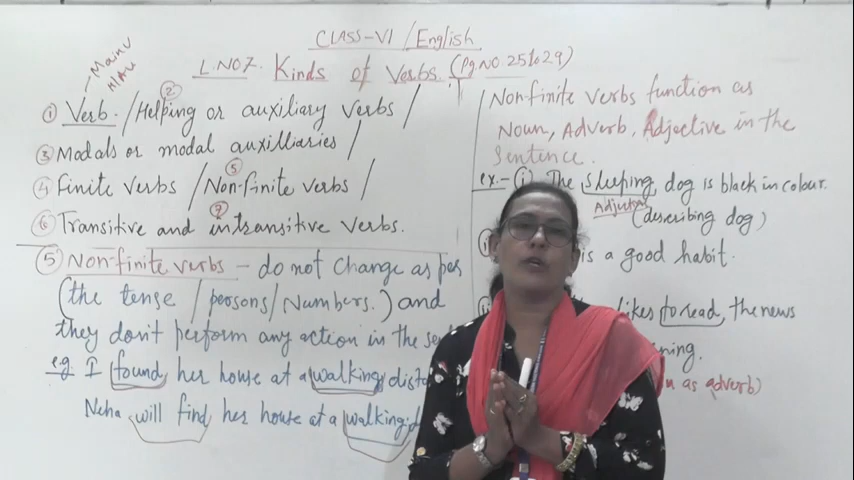 CLASS-VI / English
L.NO7. Kinds of Verbs (Pg NO. 25 to 29)
Main V
H/AU
① Verb. / ② Helping or auxiliary verbs /
③ Modals or modal auxilliaries /
④ Finite verbs / ⑤ Non-finite verbs /
⑥ Transitive and ⑦ intransitive verbs.
⑤ Non-finite verbs - do not change as per
(the tense / persons / Numbers.) and
they don't perform any action in the
e.g. I found her house at a walking
Neha will find her house at a walking
Non-finite verbs function as
Noun, Adverb, Adjective in the
Sentence.
ex.- (i) The sleeping dog is black in colour.
Adjective (describing dog)
is a good habit.
likes to read, the news
as adverb)